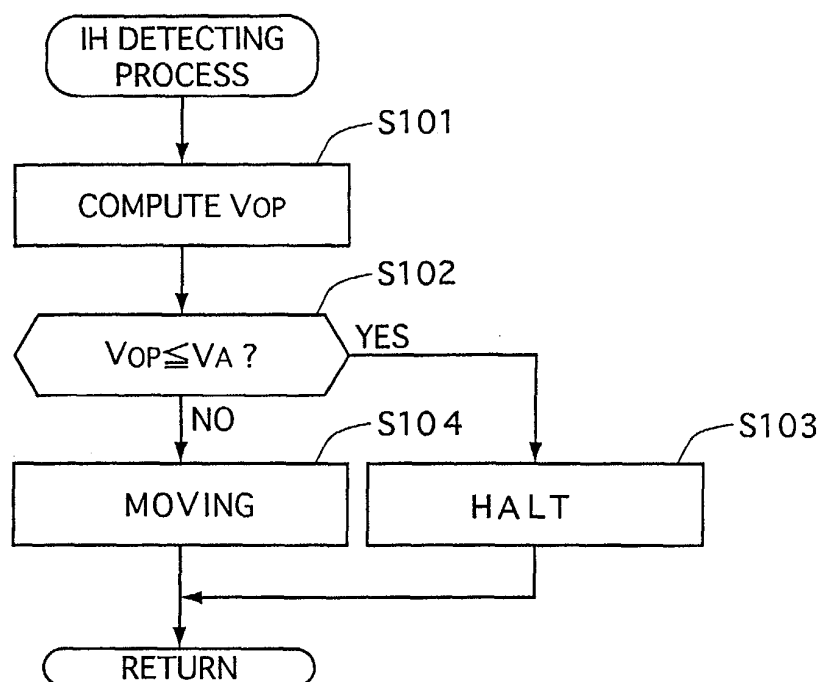 IH DETECTING
PROCESS
S101
COMPUTE VOP
S102
VOP≦VA ?
YES
NO
S104
S103
MOVING
HALT
RETURN